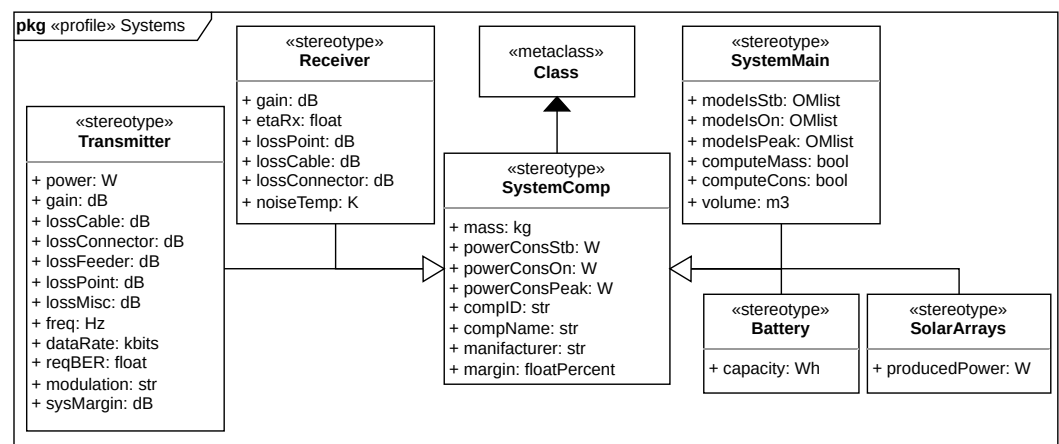 pkg «profile» Systems
«stereotype»
Receiver
+ gain: dB
+ etaRx: float
+ lossPoint: dB
+ lossCable: dB
+ lossConnector: dB
+ noiseTemp: K
«metaclass»
Class
«stereotype»
SystemMain
+ modeIsStb: OMlist
+ modeIsOn: OMlist
+ modeIsPeak: OMlist
+ computeMass: bool
+ computeCons: bool
+ volume: m3
«stereotype»
Transmitter
+ power: W
+ gain: dB
+ lossCable: dB
+ lossConnector: dB
+ lossFeeder: dB
+ lossPoint: dB
+ lossMisc: dB
+ freq: Hz
+ dataRate: kbits
+ reqBER: float
+ modulation: str
+ sysMargin: dB
«stereotype»
SystemComp
+ mass: kg
+ powerConsStb: W
+ powerConsOn: W
+ powerConsPeak: W
+ compID: str
+ compName: str
+ manifacturer: str
+ margin: floatPercent
«stereotype»
Battery
+ capacity: Wh
«stereotype»
SolarArrays
+ producedPower: W